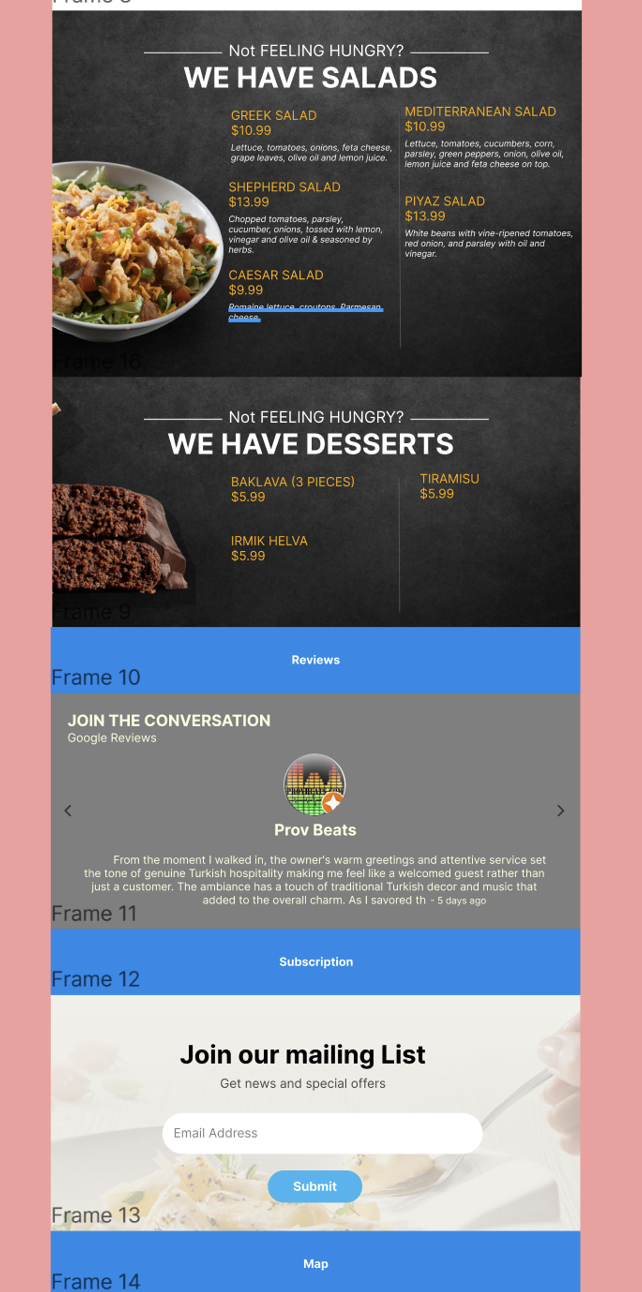 Not FEELING HUNGRY?
WE HAVE SALADS
GREEK SALAD
$10.99
Lettuce, tomatoes, onions, feta cheese,
grape leaves, olive oil and lemon juice.
SHEPHERD SALAD
$13.99
Chopped tomatoes, parsley,
cucumber, onions, tossed with lemon,
vinegar and olive oil & seasoned by
herbs.
CAESAR SALAD
$9.99
Romaine lettuce, croutons, Parmesan
cheese.
MEDITERRANEAN SALAD
$10.99
Lettuce, tomatoes, cucumbers, corn,
parsley, green peppers, onion, olive oil,
lemon juice and feta cheese on top.
PIYAZ SALAD
$13.99
White beans with vine-ripened tomatoes,
red onion, and parsley with oil and
vinegar.
Frame 16
Not FEELING HUNGRY?
WE HAVE DESSERTS
BAKLAVA (3 PIECES)
$5.99
IRMIK HELVA
$5.99
TIRAMISU
$5.99
Frame 9
Reviews
Frame 10
JOIN THE CONVERSATION
Google Reviews
Prov Beats
From the moment I walked in, the owner's warm greetings and attentive service set
the tone of genuine Turkish hospitality making me feel like a welcomed guest rather than
just a customer. The ambiance has a touch of traditional Turkish decor and music that
added to the overall charm. As I savored th - 5 days ago
Frame 11
Subscription
Frame 12
Join our mailing List
Get news and special offers
Email Address
Submit
Frame 13
Map
Frame 14